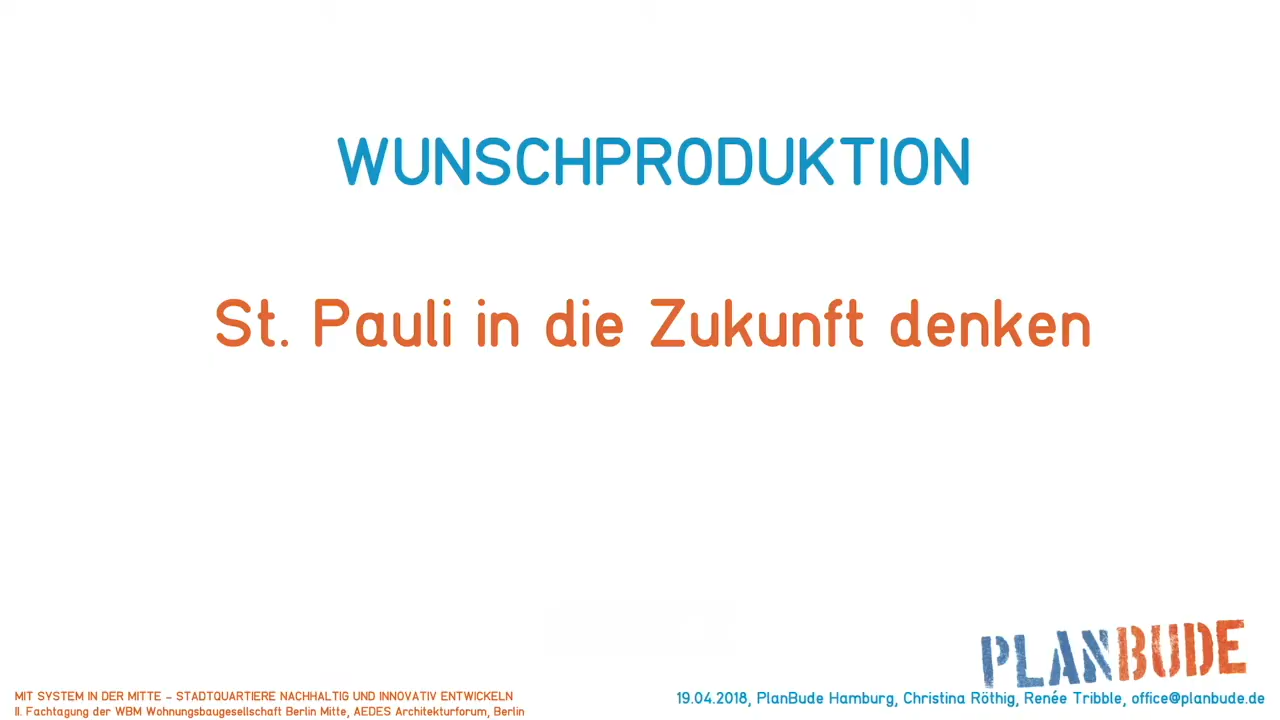 WUNSCHPRODUKTION
St. Pauli in die Zukunft denken
PLANBUDE
MIT SYSTEM IN DER MITTE – STADTQUARTIERE NACHHALTIG UND INNOVATIV ENTWICKELN
II. Fachtagung der WBM Wohnungsbaugesellschaft Berlin Mitte, AEDES Architekturforum, Berlin
19.04.2018, PlanBude Hamburg, Christina Röthig, Renée Tribble, office@planbude.de